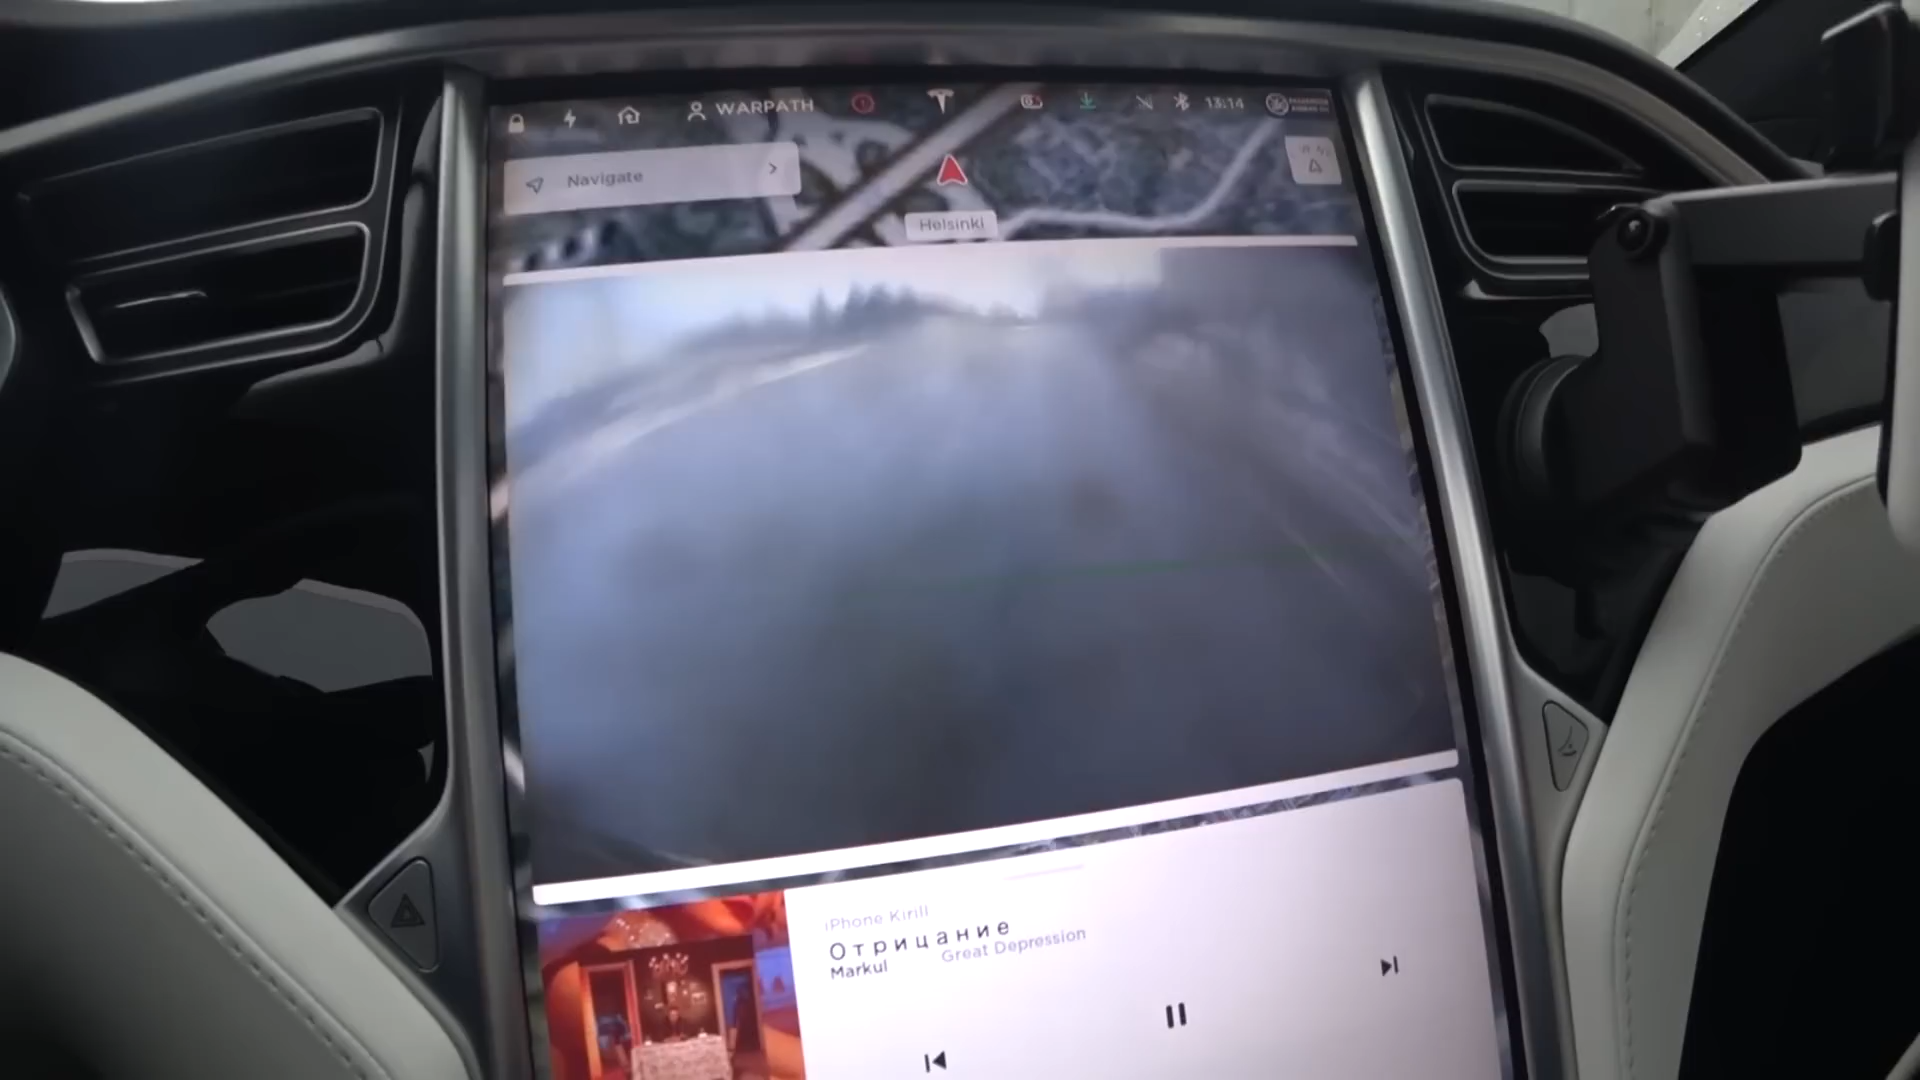 WARPATH
13:14
Navigate
Helsinki
iPhone Kirill
Отрицание
Markul Great Depression